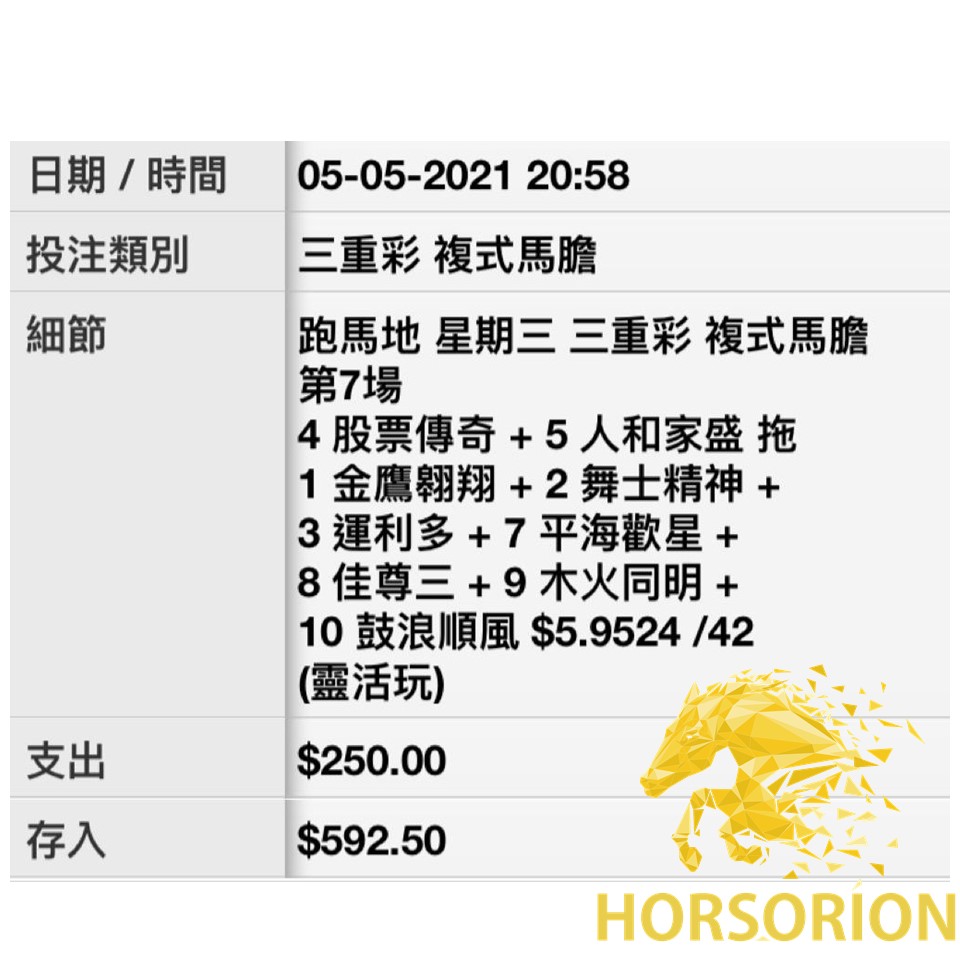 日期 / 時間 05-05-2021 20:58
投注類別 三重彩 複式馬膽
細節 跑馬地 星期三 三重彩 複式馬膽
第7場
4 股票傳奇 + 5 人和家盛 拖
1 金鷹翱翔 + 2 舞士精神 +
3 運利多 + 7 平海歡星 +
8 佳尊三 + 9 木火同明 +
10 鼓浪順風 $5.9524 /42
(靈活玩)
支出 $250.00
存入 $592.50
HORSORION